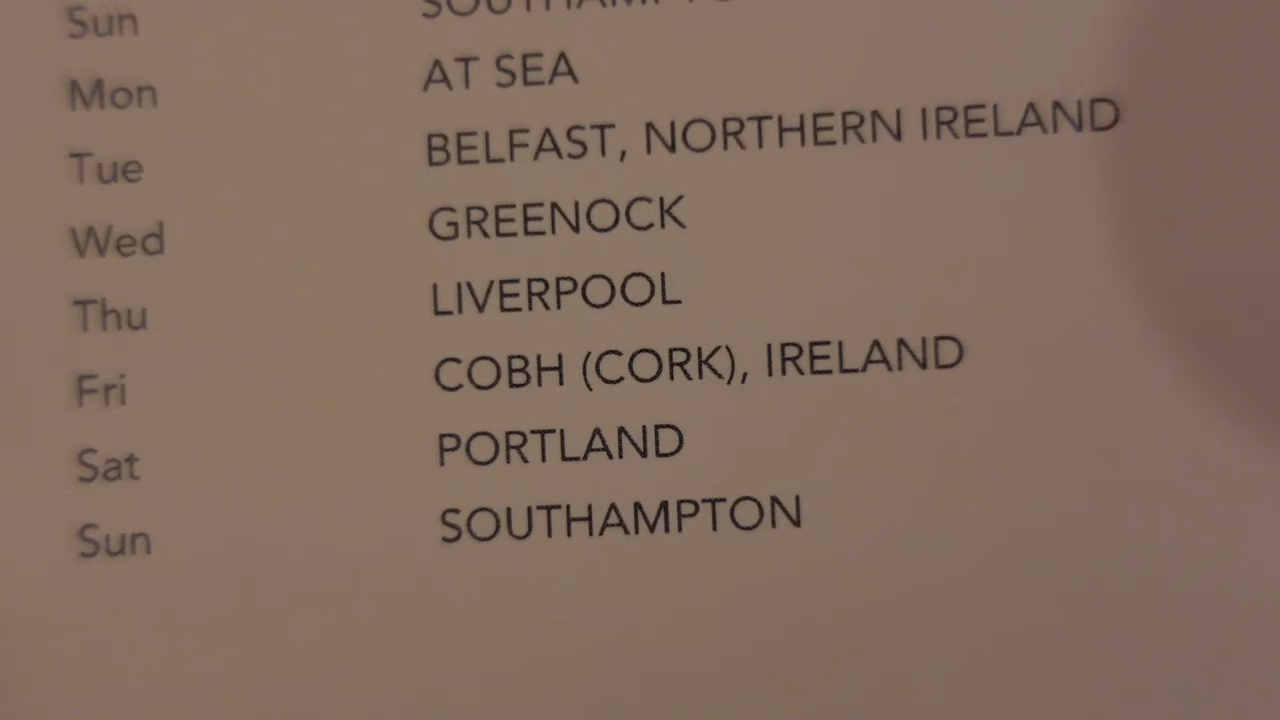 Sun
Mon AT SEA
Tue BELFAST, NORTHERN IRELAND
Wed GREENOCK
Thu LIVERPOOL
Fri COBH (CORK), IRELAND
Sat PORTLAND
Sun SOUTHAMPTON